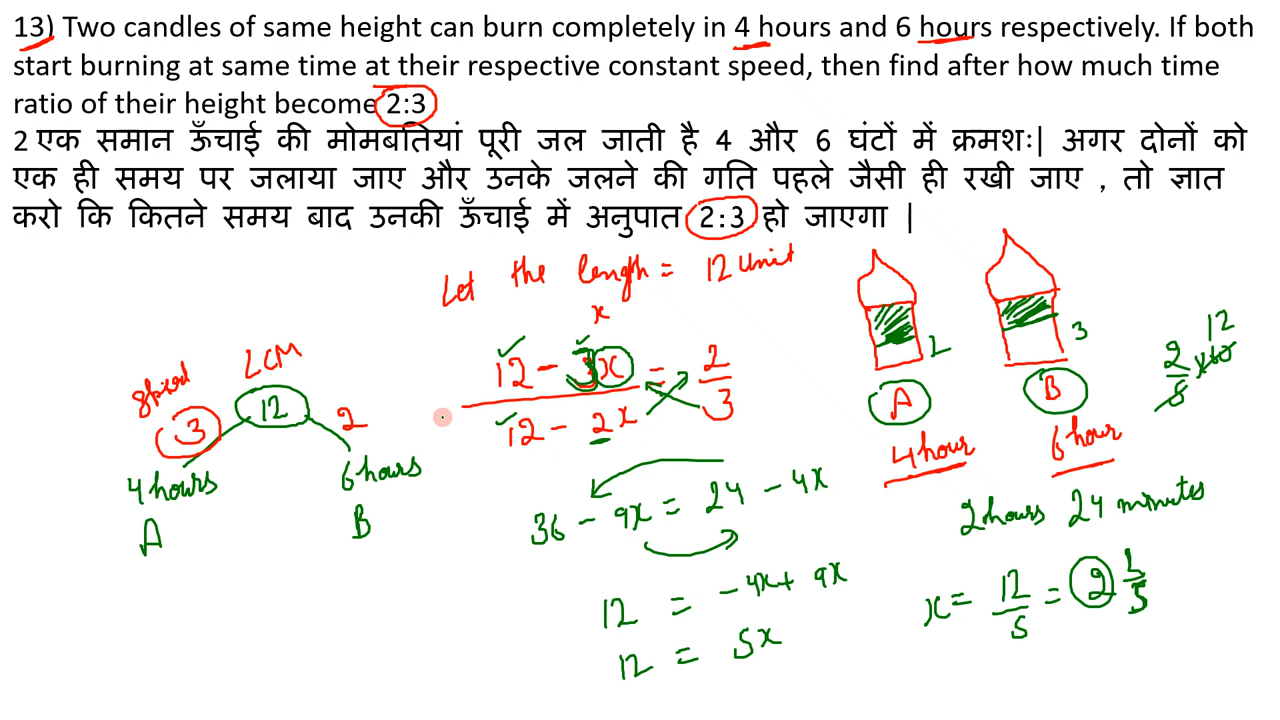 13) Two candles of same height can burn completely in 4 hours and 6 hours respectively. If both
start burning at same time at their respective constant speed, then find after how much time
ratio of their height become 2:3
2 एक समान ऊँचाई की मोमबतियां पूरी जल जाती है 4 और 6 घंटों में क्रमशः| अगर दोनों को
एक ही समय पर जलाया जाए और उनके जलने की गति पहले जैसी ही रखी जाए , तो ज्ञात
करो कि कितने समय बाद उनकी ऊँचाई में अनुपात 2:3 हो जाएगा |
Let the length = 12 unit
x
LCM
speed
3
12
2
4 hours
6 hours
A
B
12 - 3x = 2
12 - 2x 3
36 - 9x = 24 - 4x
12 = -4x + 9x
12 = 5x
2
3
A
B
4 hour
6 hour
12
2 x 60
5
2 hours 24 minutes
x = 12/5 = 2 2/5